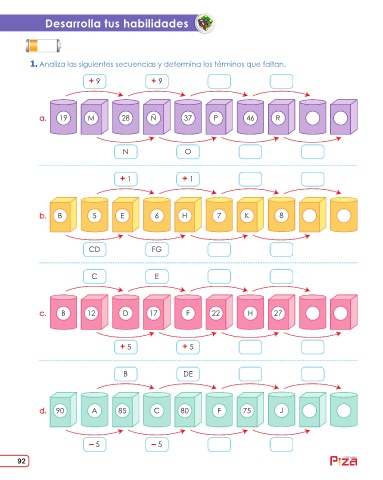 Desarrolla tus habilidades
1. Analiza las siguientes secuencias y determina los términos que faltan.
+ 9 + 9
a. 19 M 28 Ñ 37 P 46 R
N O
+ 1 + 1
b. B 5 E 6 H 7 K 8
CD FG
C E
c. B 12 D 17 F 22 H 27
+ 5 + 5
B DE
d. 90 A 85 C 80 F 75 J
− 5 − 5
92 Piza